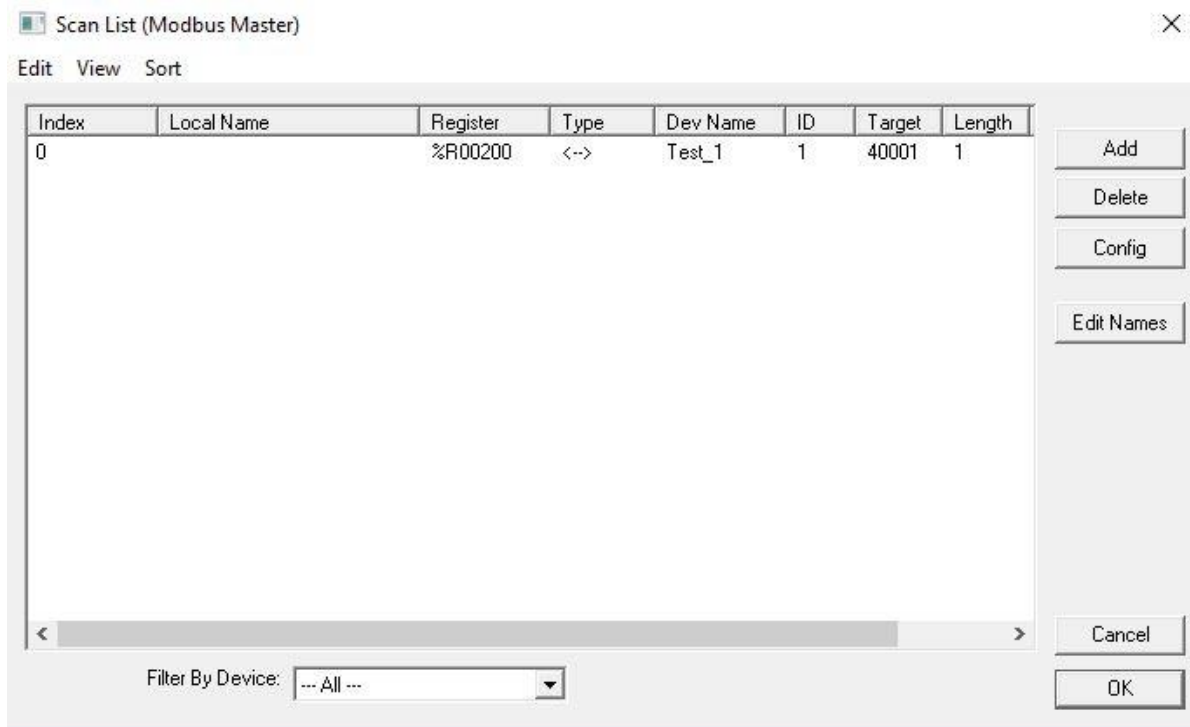 Scan List (Modbus Master)
Edit View Sort
Index Local Name Register Type Dev Name ID Target Length
0 %R00200 <--> Test_1 1 40001 1
Add
Delete
Config
Edit Names
Cancel
Filter By Device: --- All ---
OK